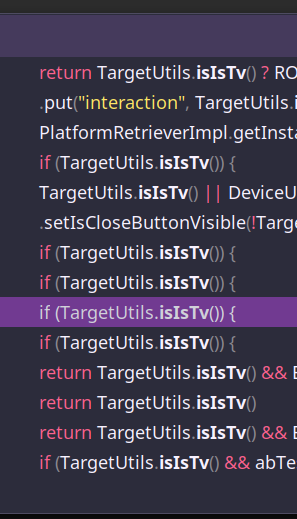 return TargetUtils.isIsTv() ? RO
.put("interaction", TargetUtils.i
PlatformRetrieverImpl.getInsta
if (TargetUtils.isIsTv()) {
TargetUtils.isIsTv() || DeviceU
.setIsCloseButtonVisible(!Targe
if (TargetUtils.isIsTv()) {
if (TargetUtils.isIsTv()) {
if (TargetUtils.isIsTv()) {
if (TargetUtils.isIsTv()) {
return TargetUtils.isIsTv() && E
return TargetUtils.isIsTv()
return TargetUtils.isIsTv() && E
if (TargetUtils.isIsTv() && abTe